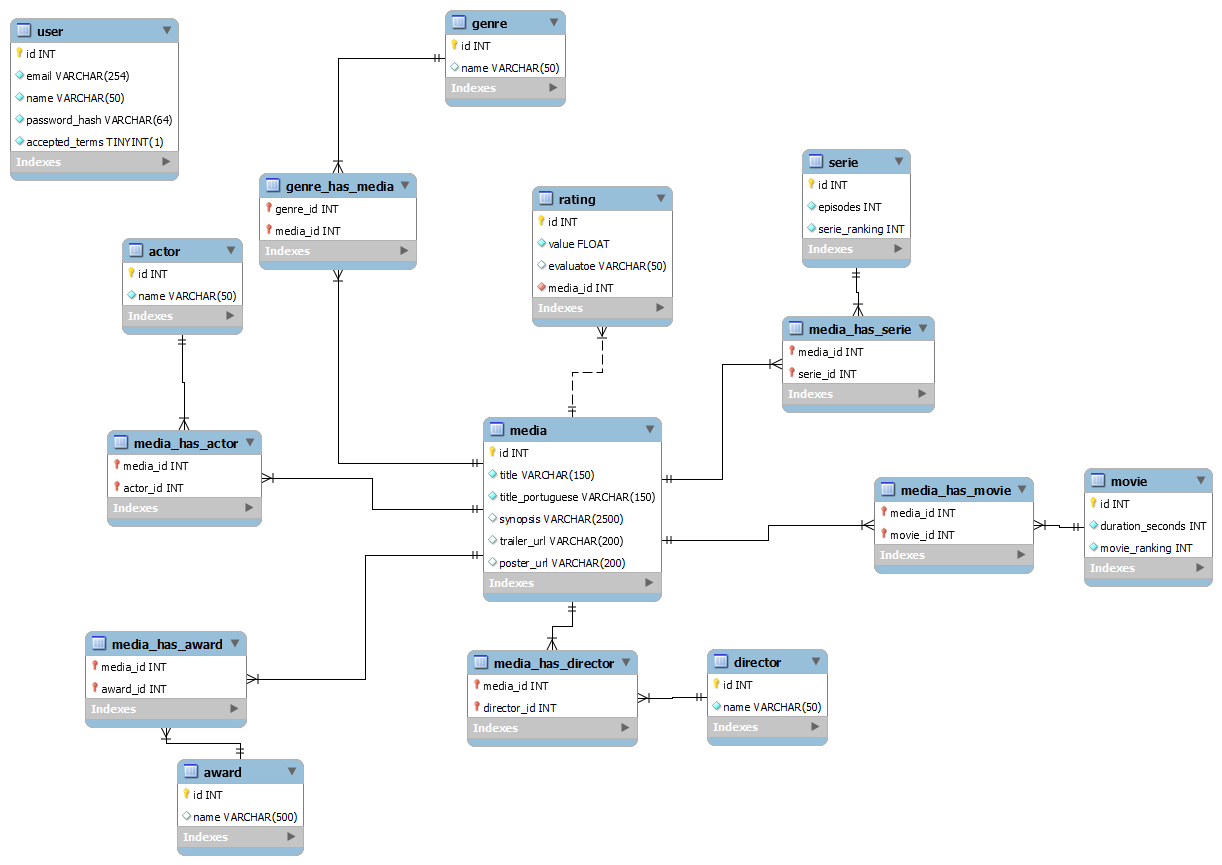 user
id INT
email VARCHAR(254)
name VARCHAR(50)
password_hash VARCHAR(64)
accepted_terms TINYINT(1)
Indexes
genre
id INT
name VARCHAR(50)
Indexes
genre_has_media
genre_id INT
media_id INT
Indexes
rating
id INT
value FLOAT
evaluatoe VARCHAR(50)
media_id INT
Indexes
serie
id INT
episodes INT
serie_ranking INT
Indexes
actor
id INT
name VARCHAR(50)
Indexes
media_has_serie
media_id INT
serie_id INT
Indexes
media_has_actor
media_id INT
actor_id INT
Indexes
media
id INT
title VARCHAR(150)
title_portuguese VARCHAR(150)
synopsis VARCHAR(2500)
trailer_url VARCHAR(200)
poster_url VARCHAR(200)
Indexes
media_has_movie
media_id INT
movie_id INT
Indexes
movie
id INT
duration_seconds INT
movie_ranking INT
Indexes
media_has_award
media_id INT
award_id INT
Indexes
media_has_director
media_id INT
director_id INT
Indexes
director
id INT
name VARCHAR(50)
Indexes
award
id INT
name VARCHAR(500)
Indexes